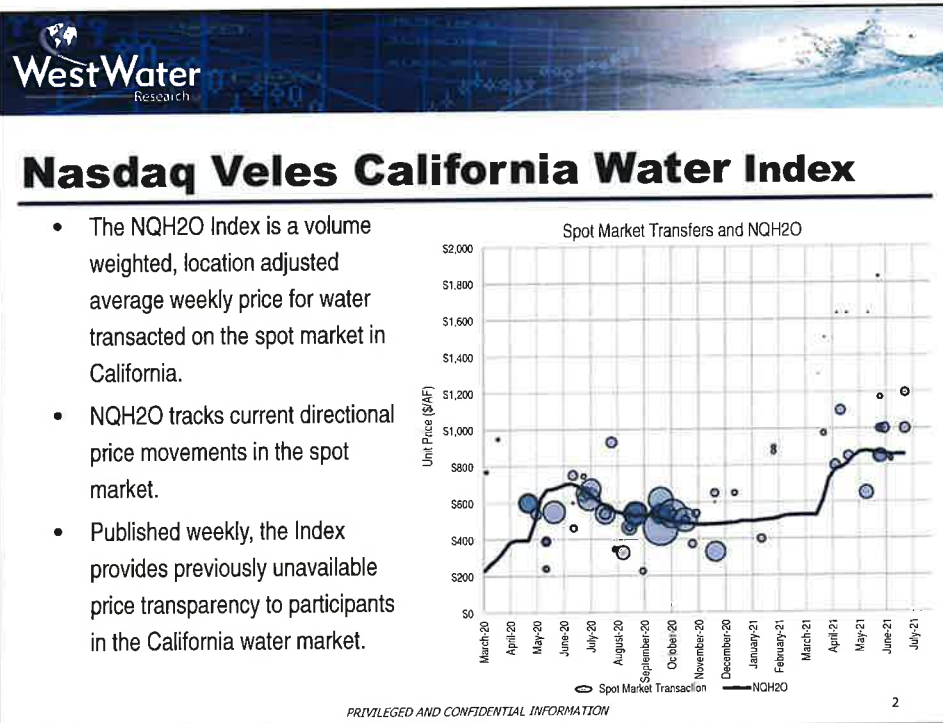 WestWater
Research
Nasdaq Veles California Water Index
• The NQH2O Index is a volume
weighted, location adjusted
average weekly price for water
transacted on the spot market in
California.
• NQH2O tracks current directional
price movements in the spot
market.
• Published weekly, the Index
provides previously unavailable
price transparency to participants
in the California water market.
Spot Market Transfers and NQH2O
Unit Price ($/AF)
$2,000
$1,800
$1,600
$1,400
$1,200
$1,000
$800
$600
$400
$200
$0
March-20
April-20
May-20
June-20
July-20
August-20
September-20
October-20
November-20
December-20
January-21
February-21
March-21
April-21
May-21
June-21
July-21
Spot Market Transaction
NQH2O
PRIVILEGED AND CONFIDENTIAL INFORMATION
2